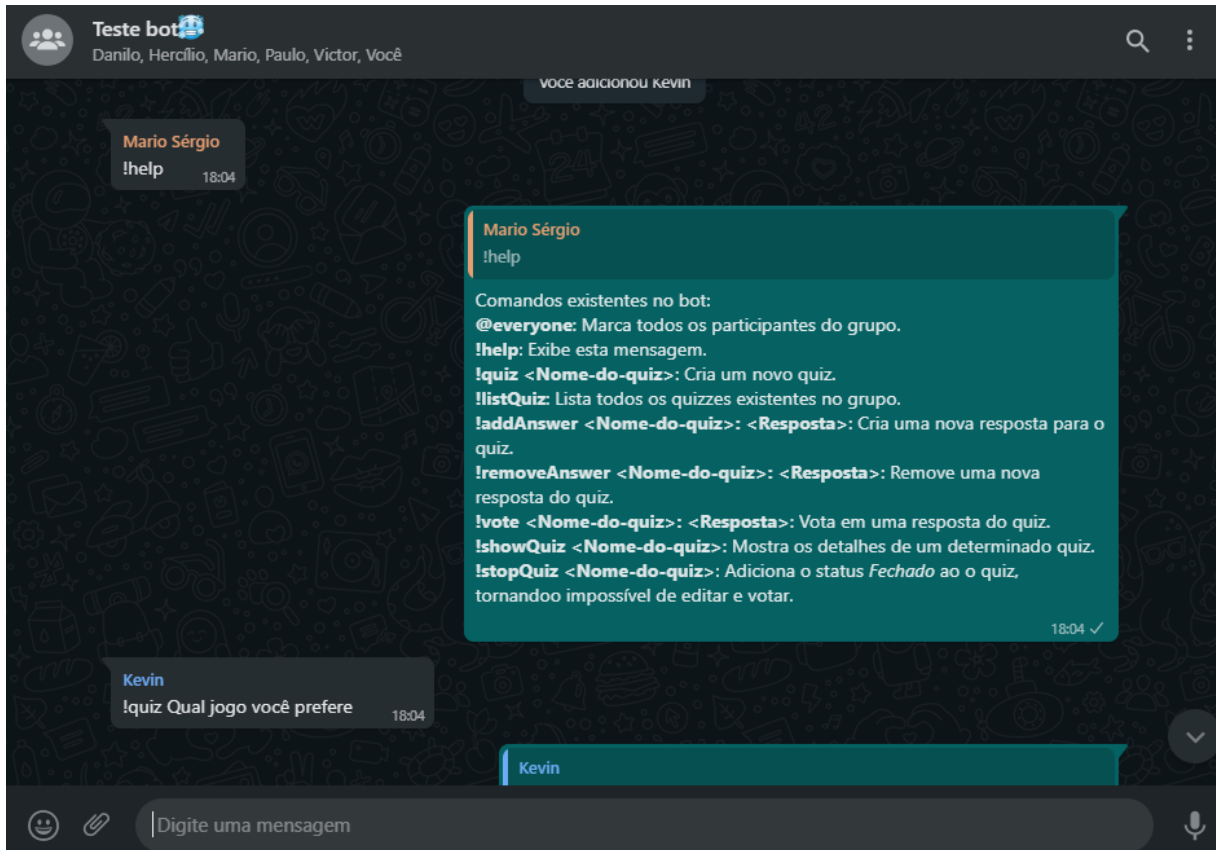 Teste bot🥶
Danilo, Hercílio, Mario, Paulo, Victor, Você
Você adicionou Kevin
Mario Sérgio
!help
18:04
Mario Sérgio
!help
Comandos existentes no bot:
@everyone: Marca todos os participantes do grupo.
!help: Exibe esta mensagem.
!quiz <Nome-do-quiz>: Cria um novo quiz.
!listQuiz: Lista todos os quizzes existentes no grupo.
!addAnswer <Nome-do-quiz>: <Resposta>: Cria uma nova resposta para o
quiz.
!removeAnswer <Nome-do-quiz>: <Resposta>: Remove uma nova
resposta do quiz.
!vote <Nome-do-quiz>: <Resposta>: Vota em uma resposta do quiz.
!showQuiz <Nome-do-quiz>: Mostra os detalhes de um determinado quiz.
!stopQuiz <Nome-do-quiz>: Adiciona o status Fechado ao o quiz,
tornandoo impossível de editar e votar.
18:04
Kevin
!quiz Qual jogo você prefere
18:04
Kevin
Digite uma mensagem